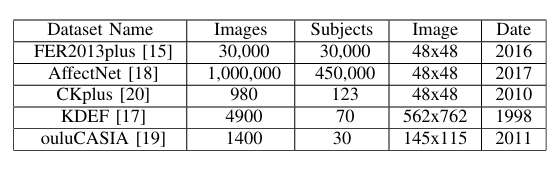 Dataset Name Images Subjects Image Date
FER2013plus [15] 30,000 30,000 48x48 2016
AffectNet [18] 1,000,000 450,000 48x48 2017
CKplus [20] 980 123 48x48 2010
KDEF [17] 4900 70 562x762 1998
ouluCASIA [19] 1400 30 145x115 2011